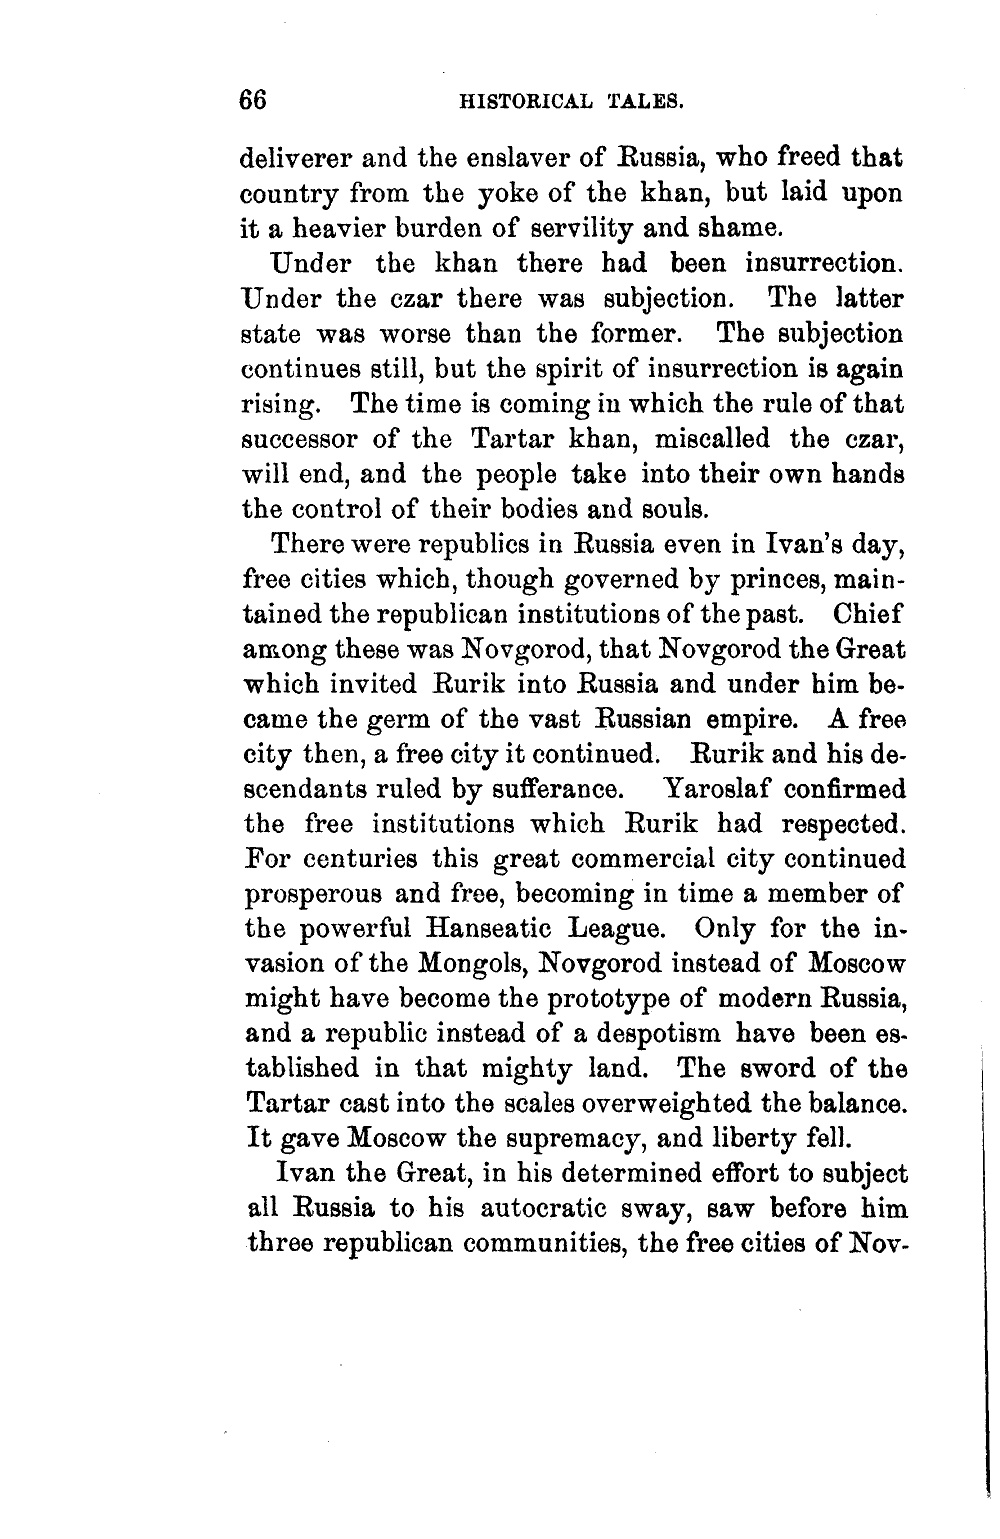 66 HISTORICAL TALES.
deliverer and the enslaver of Russia, who freed that
country from the yoke of the khan, but laid upon
it a heavier burden of servility and shame.
Under the khan there had been insurrection.
Under the czar there was subjection. The latter
state was worse than the former. The subjection
continues still, but the spirit of insurrection is again
rising. The time is coming in which the rule of that
successor of the Tartar khan, miscalled the czar,
will end, and the people take into their own hands
the control of their bodies and souls.
There were republics in Russia even in Ivan's day,
free cities which, though governed by princes, main-
tained the republican institutions of the past. Chief
among these was Novgorod, that Novgorod the Great
which invited Rurik into Russia and under him be-
came the germ of the vast Russian empire. A free
city then, a free city it continued. Rurik and his de-
scendants ruled by sufferance. Yaroslaf confirmed
the free institutions which Rurik had respected.
For centuries this great commercial city continued
prosperous and free, becoming in time a member of
the powerful Hanseatic League. Only for the in-
vasion of the Mongols, Novgorod instead of Moscow
might have become the prototype of modern Russia,
and a republic instead of a despotism have been es-
tablished in that mighty land. The sword of the
Tartar cast into the scales overweighted the balance.
It gave Moscow the supremacy, and liberty fell.
Ivan the Great, in his determined effort to subject
all Russia to his autocratic sway, saw before him
three republican communities, the free cities of Nov-